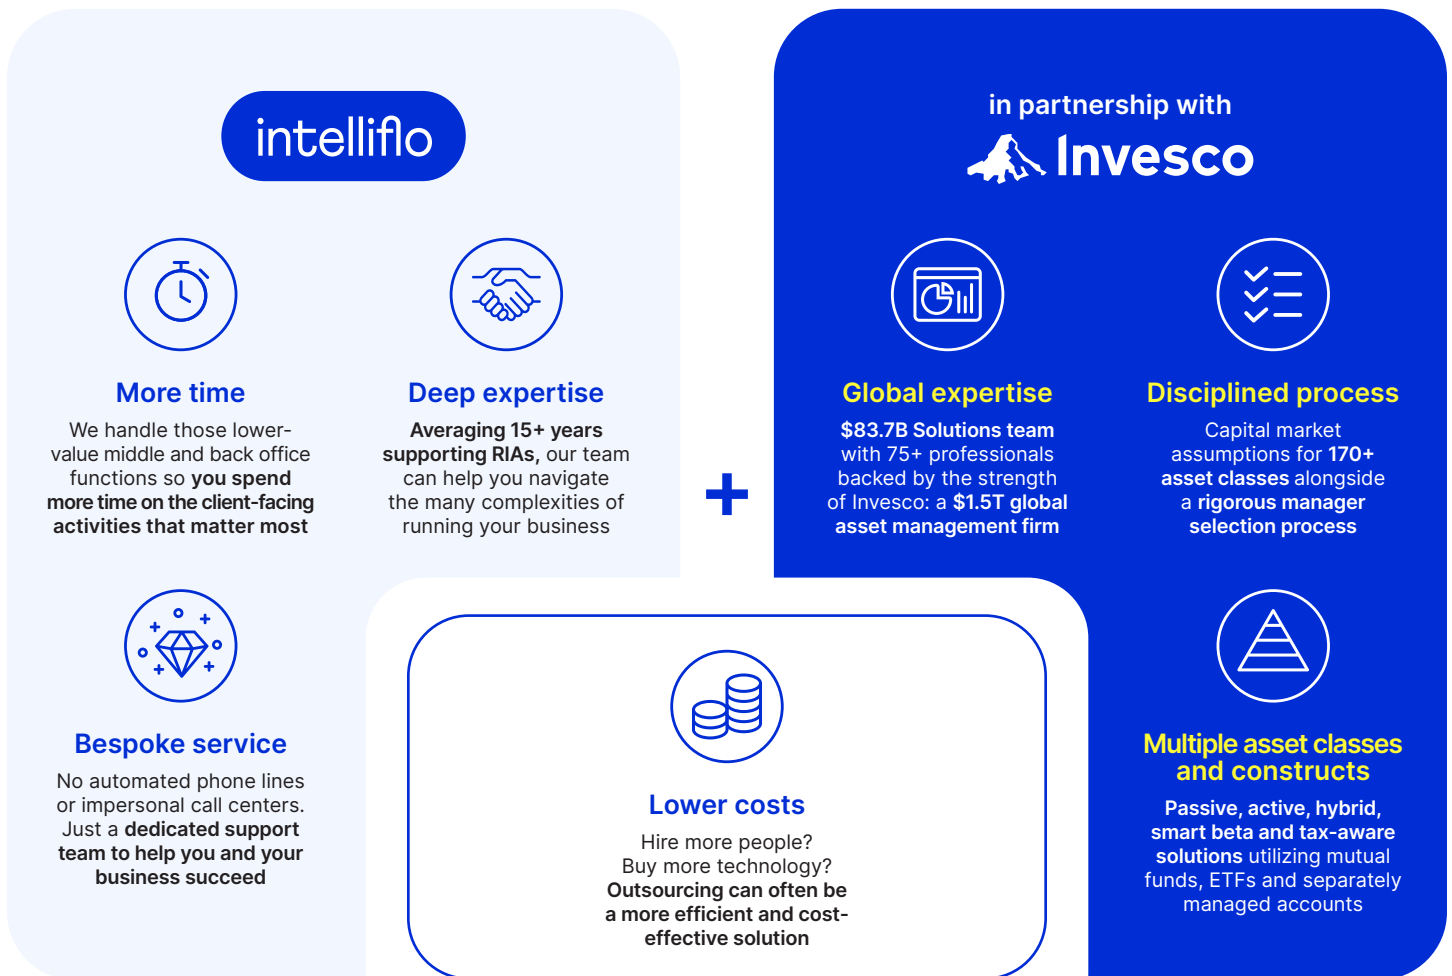 intelliflo
More time
We handle those lower-
value middle and back office
functions so you spend
more time on the client-facing
activities that matter most
Deep expertise
Averaging 15+ years
supporting RIAs, our team
can help you navigate
the many complexities of
running your business
Bespoke service
No automated phone lines
or impersonal call centers.
Just a dedicated support
team to help you and your
business succeed
+
in partnership with
Invesco
Global expertise
$83.7B Solutions team
with 75+ professionals
backed by the strength
of Invesco: a $1.5T global
asset management firm
Disciplined process
Capital market
assumptions for 170+
asset classes alongside
a rigorous manager
selection process
Multiple asset classes
and constructs
Passive, active, hybrid,
smart beta and tax-aware
solutions utilizing mutual
funds, ETFs and separately
managed accounts
Lower costs
Hire more people?
Buy more technology?
Outsourcing can often be
a more efficient and cost-
effective solution